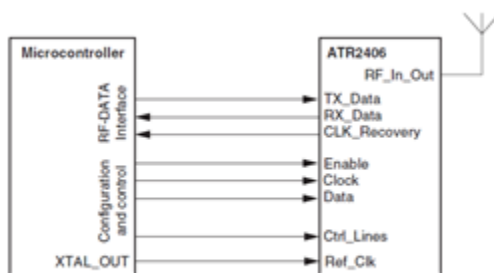 Microcontroller
RF-DATA
Interface
Configuration
and control
XTAL_OUT
ATR2406
RF_In_Out
TX_Data
RX_Data
CLK_Recovery
Enable
Clock
Data
Ctrl_Lines
Ref_Clk